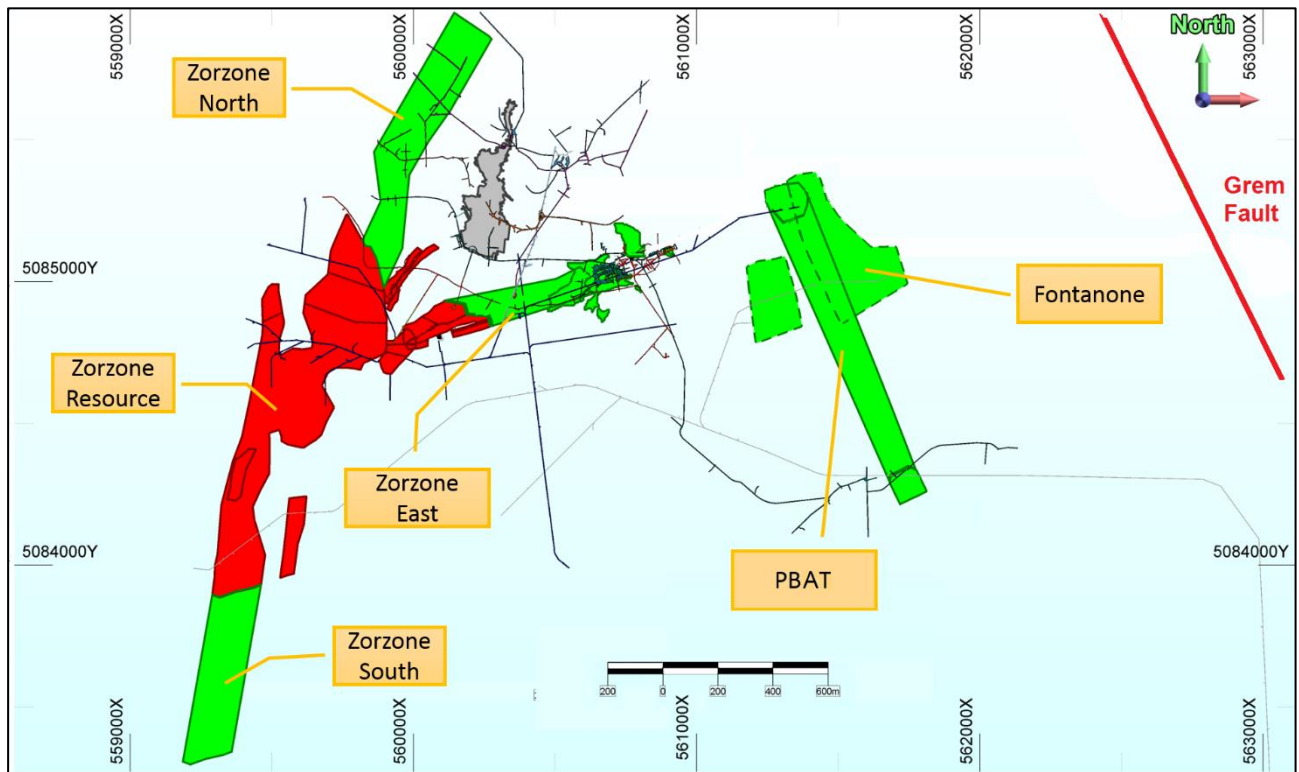 559000X
560000X
561000X
562000X
563000X
North
Zorzone
North
Grem
Fault
5085000Y
Fontanone
Zorzone
Resource
Zorzone
East
5084000Y
5084000Y
PBAT
Zorzone
South
200
0
200
400
600m
559000X
560000X
561000X
562000X
563000X